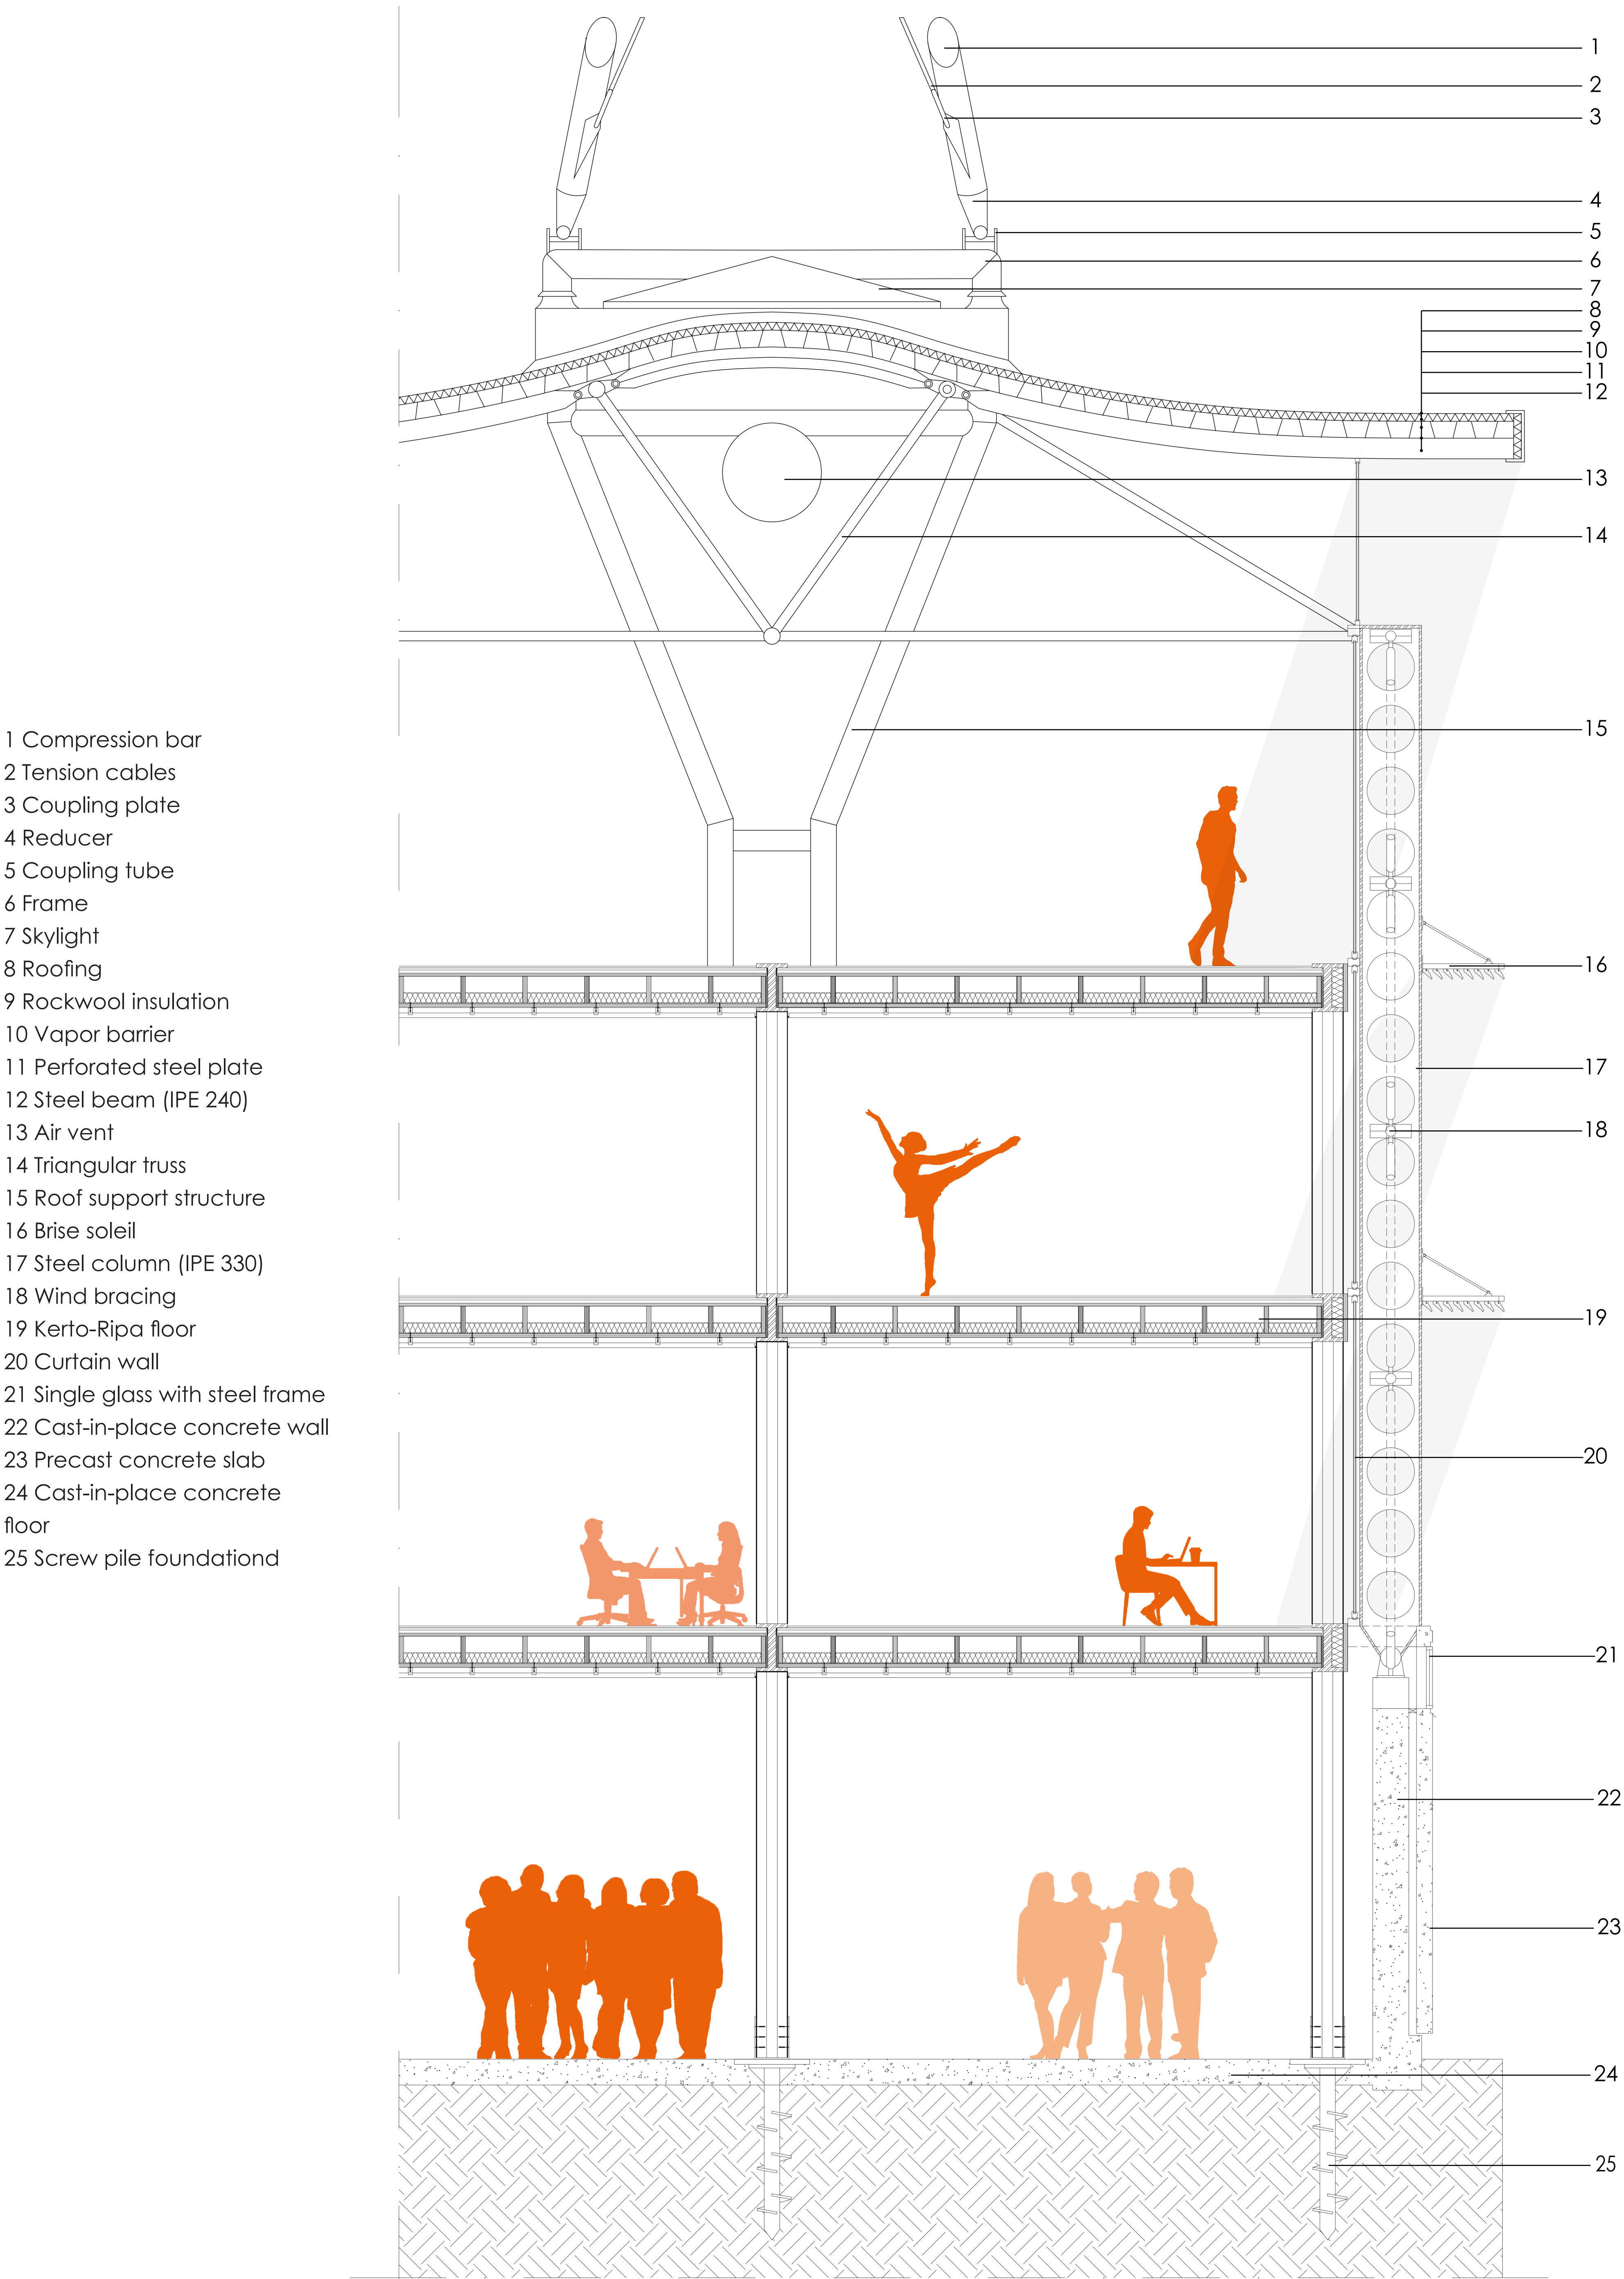 1
2
3
4
5
6
7
8
9
10
11
12
13
14
15
1 Compression bar
2 Tension cables
3 Coupling plate
4 Reducer
5 Coupling tube
6 Frame
7 Skylight
8 Roofing
9 Rockwool insulation
10 Vapor barrier
11 Perforated steel plate
12 Steel beam (IPE 240)
13 Air vent
14 Triangular truss
15 Roof support structure
16 Brise soleil
17 Steel column (IPE 330)
18 Wind bracing
19 Kerto-Ripa floor
20 Curtain wall
21 Single glass with steel frame
22 Cast-in-place concrete wall
23 Precast concrete slab
24 Cast-in-place concrete
floor
25 Screw pile foundationd
16
17
18
19
20
21
22
23
24
25